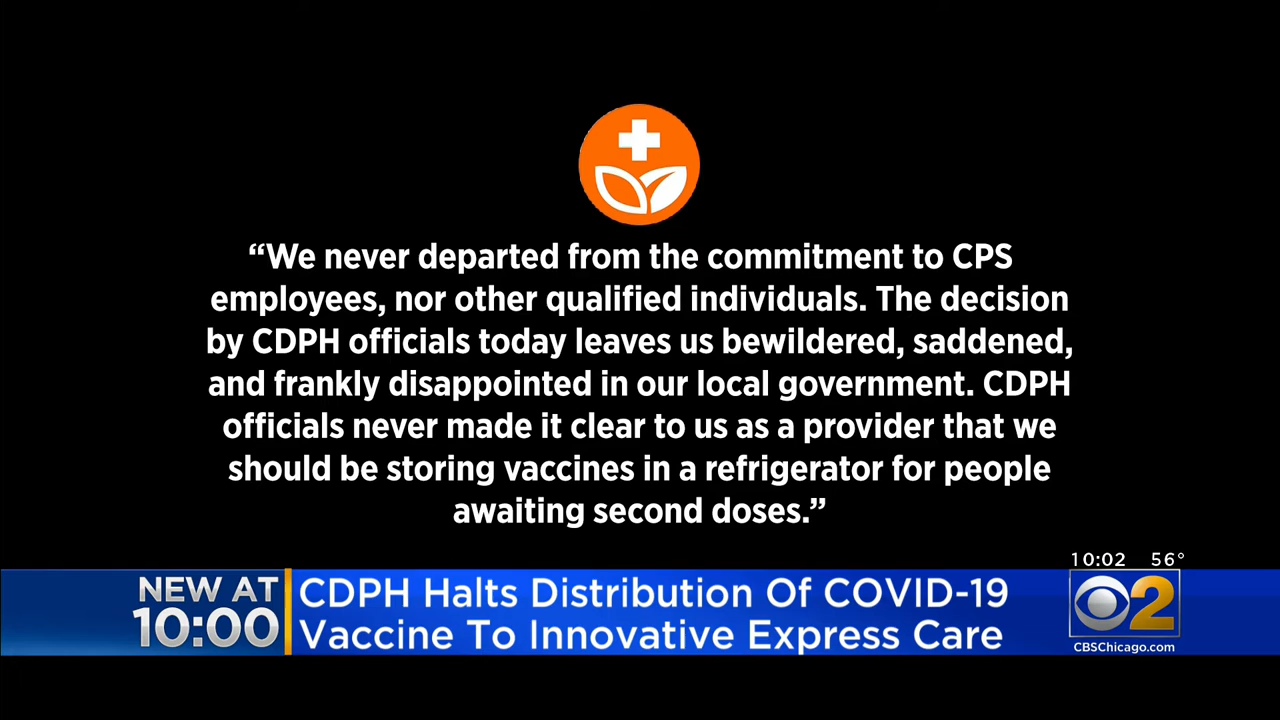 “We never departed from the commitment to CPS
employees, nor other qualified individuals. The decision
by CDPH officials today leaves us bewildered, saddened,
and frankly disappointed in our local government. CDPH
officials never made it clear to us as a provider that we
should be storing vaccines in a refrigerator for people
awaiting second doses.”
10:02 56°
NEW AT
10:00
CDPH Halts Distribution Of COVID-19
Vaccine To Innovative Express Care
2
CBSChicago.com